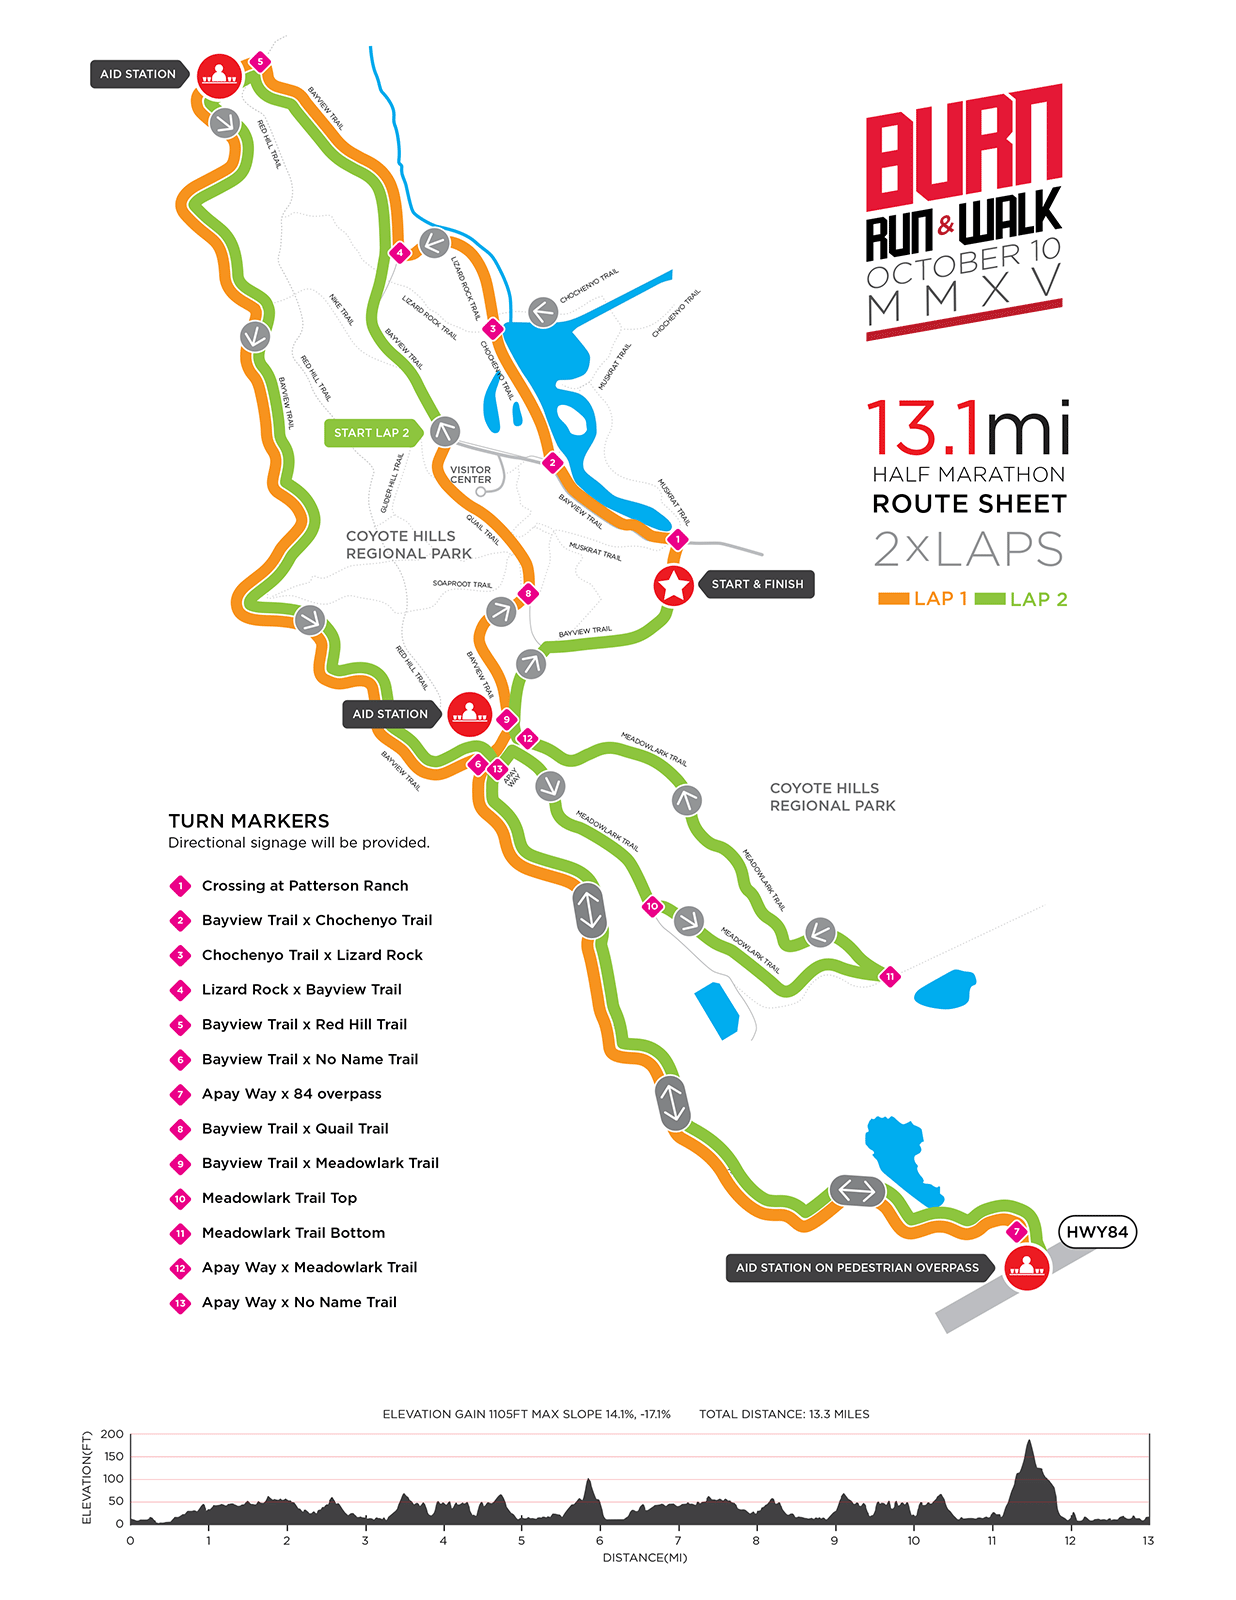 AID STATION
5
BAYVIEW TRAIL
RED HILL TRAIL
BURN
RUN & WALK
OCTOBER 10
MMXV
4
LIZARD ROCK TRAIL
CHOCHENYO TRAIL
CHOCHENYO TRAIL
NIKE TRAIL
LIZARD ROCK TRAIL
3
BAYVIEW TRAIL
CHOCHENYO TRAIL
MUSKRAT TRAIL
RED HILL TRAIL
BAYVIEW TRAIL
13.1mi
HALF MARATHON
ROUTE SHEET
2xLAPS
LAP 1
LAP 2
START LAP 2
GLIDER HILL TRAIL
VISITOR
CENTER
2
BAYVIEW TRAIL
MUSKRAT TRAIL
QUAIL TRAIL
1
COYOTE HILLS
REGIONAL PARK
MUSKRAT TRAIL
SOAPROOT TRAIL
START & FINISH
8
BAYVIEW TRAIL
RED HILL TRAIL
BAYVIEW TRAIL
AID STATION
9
12
MEADOWLARK TRAIL
6
13
APAY
WAY
BAYVIEW TRAIL
COYOTE HILLS
REGIONAL PARK
MEADOWLARK TRAIL
MEADOWLARK TRAIL
10
MEADOWLARK TRAIL
11
TURN MARKERS
Directional signage will be provided.
1 Crossing at Patterson Ranch
2 Bayview Trail x Chochenyo Trail
3 Chochenyo Trail x Lizard Rock
4 Lizard Rock x Bayview Trail
5 Bayview Trail x Red Hill Trail
6 Bayview Trail x No Name Trail
7 Apay Way x 84 overpass
8 Bayview Trail x Quail Trail
9 Bayview Trail x Meadowlark Trail
10 Meadowlark Trail Top
11 Meadowlark Trail Bottom
12 Apay Way x Meadowlark Trail
13 Apay Way x No Name Trail
7
HWY84
AID STATION ON PEDESTRIAN OVERPASS
ELEVATION GAIN 1105FT MAX SLOPE 14.1%, -17.1%
TOTAL DISTANCE: 13.3 MILES
ELEVATION(FT)
200
150
100
50
0
0 1 2 3 4 5 6 7 8 9 10 11 12 13
DISTANCE(MI)